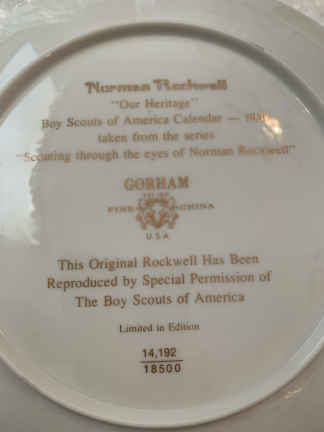 Norman Rockwell
"Our Heritage"
Boy Scouts of America Calendar —
taken from the series
"Scouting through the eyes of Norman Rockwell"
GORHAM
FINE CHINA
U.S.A
This Original Rockwell Has Been
Reproduced by Special Permission of
The Boy Scouts of America
Limited in Edition
14,192
18500